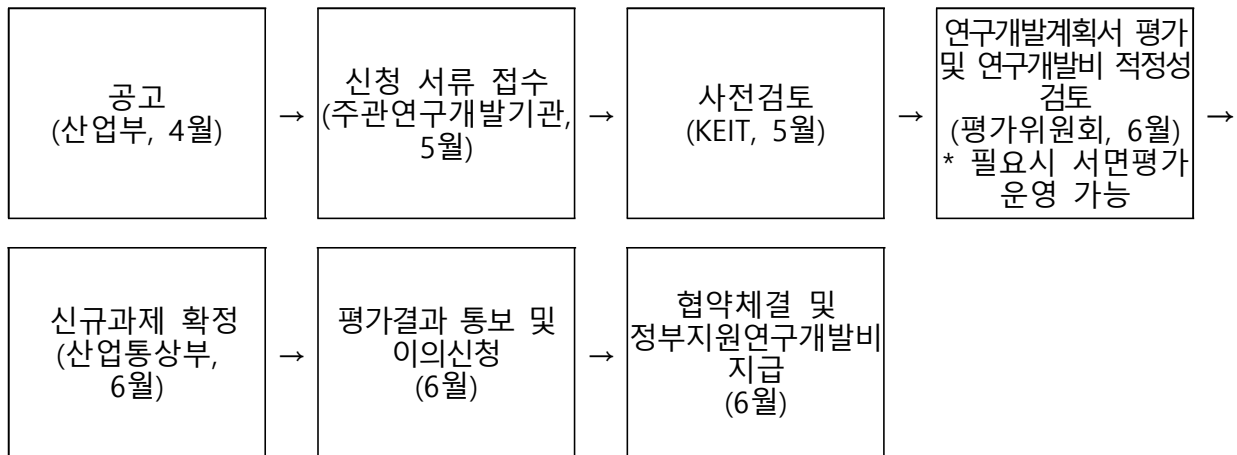 공고
(산업부, 4월)
→
신청 서류 접수
(주관연구개발기관,
5월)
→
사전검토
(KEIT, 5월)
→
연구개발계획서 평가
및 연구개발비 적정성
검토
(평가위원회, 6월)
* 필요시 서면평가
운영 가능
→
신규과제 확정
(산업통상부,
6월)
→
평가결과 통보 및
이의신청
(6월)
→
협약체결 및
정부지원연구개발비
지급
(6월)